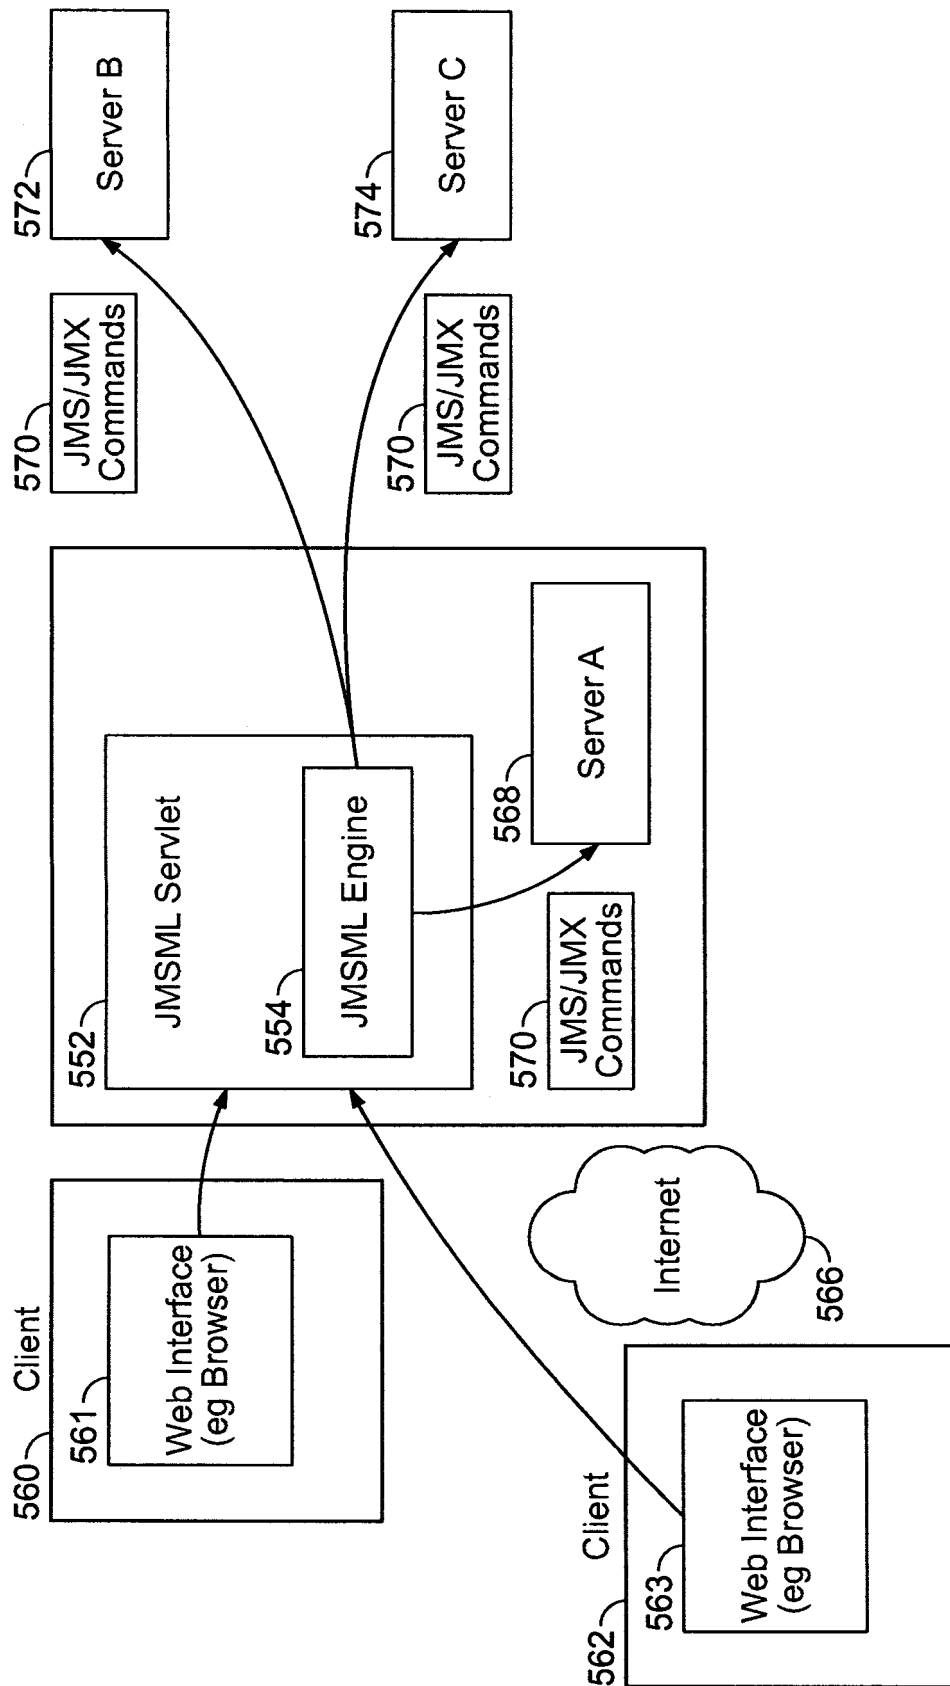 560
Client
561
Web Interface
(eg Browser)
562
Client
563
Web Interface
(eg Browser)
Internet
566
552
JMSML Servlet
554
JMSML Engine
570
JMS/JMX
Commands
568
Server A
570
JMS/JMX
Commands
572
Server B
570
JMS/JMX
Commands
574
Server C